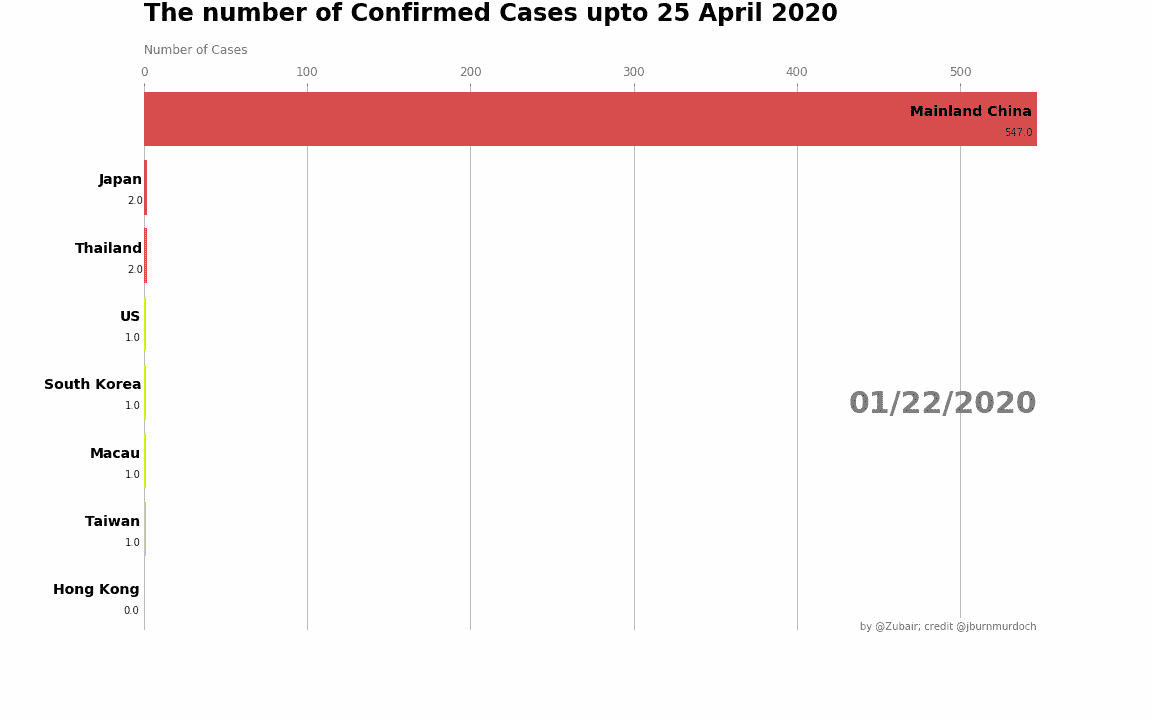 The number of Confirmed Cases upto 25 April 2020
Number of Cases
0 100 200 300 400 500
Mainland China
547.0
Japan
2.0
Thailand
2.0
US
1.0
South Korea
1.0
01/22/2020
Macau
1.0
Taiwan
1.0
Hong Kong
0.0
by @Zubair; credit @jburnmurdoch